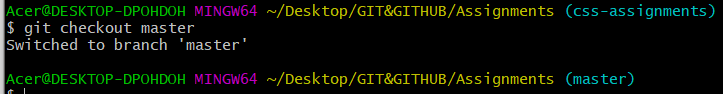 Acer@DESKTOP-DPOHDOH MINGW64 ~/Desktop/GIT&GITHUB/Assignments (css-assignments)
$ git checkout master
Switched to branch 'master'
Acer@DESKTOP-DPOHDOH MINGW64 ~/Desktop/GIT&GITHUB/Assignments (master)
$